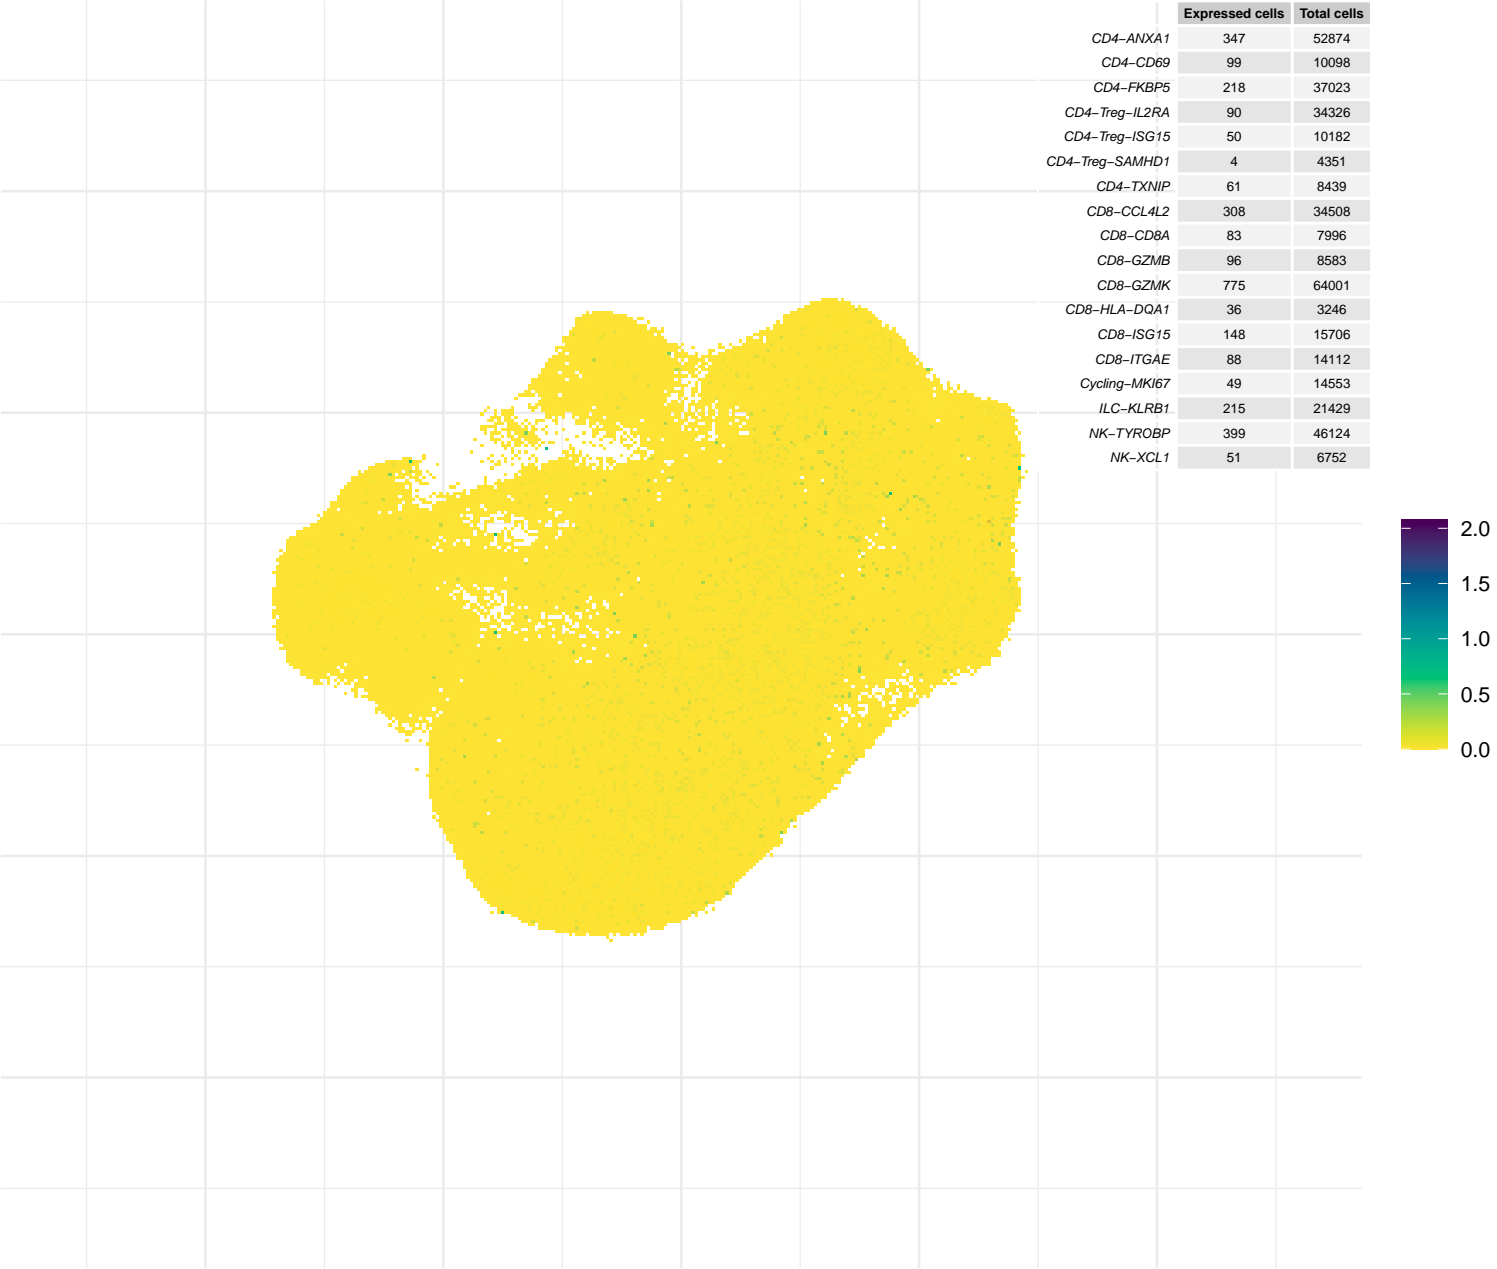 Expressed cells Total cells
CD4−ANXA1 347 52874
CD4−CD69 99 10098
CD4−FKBP5 218 37023
CD4−Treg−IL2RA 90 34326
CD4−Treg−ISG15 50 10182
CD4−Treg−SAMHD1 4 4351
CD4−TXNIP 61 8439
CD8−CCL4L2 308 34508
CD8−CD8A 83 7996
CD8−GZMB 96 8583
CD8−GZMK 775 64001
CD8−HLA−DQA1 36 3246
CD8−ISG15 148 15706
CD8−ITGAE 88 14112
Cycling−MKI67 49 14553
ILC−KLRB1 215 21429
NK−TYROBP 399 46124
NK−XCL1 51 6752
2.0
1.5
1.0
0.5
0.0